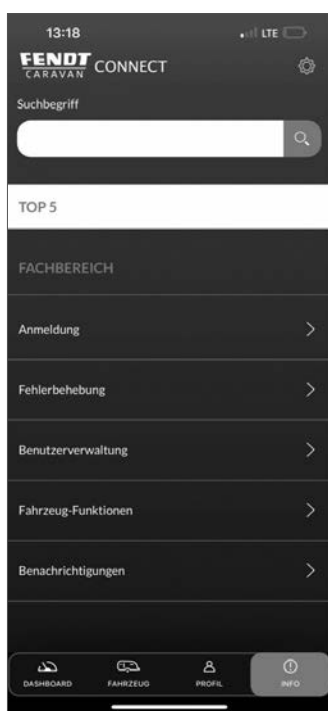 13:18
LTE
FENDT
CARAVAN
CONNECT
Suchbegriff
TOP 5
FACHBEREICH
Anmeldung
Fehlerbehebung
Benutzerverwaltung
Fahrzeug-Funktionen
Benachrichtigungen
DASHBOARD FAHRZEUG PROFIL INFO